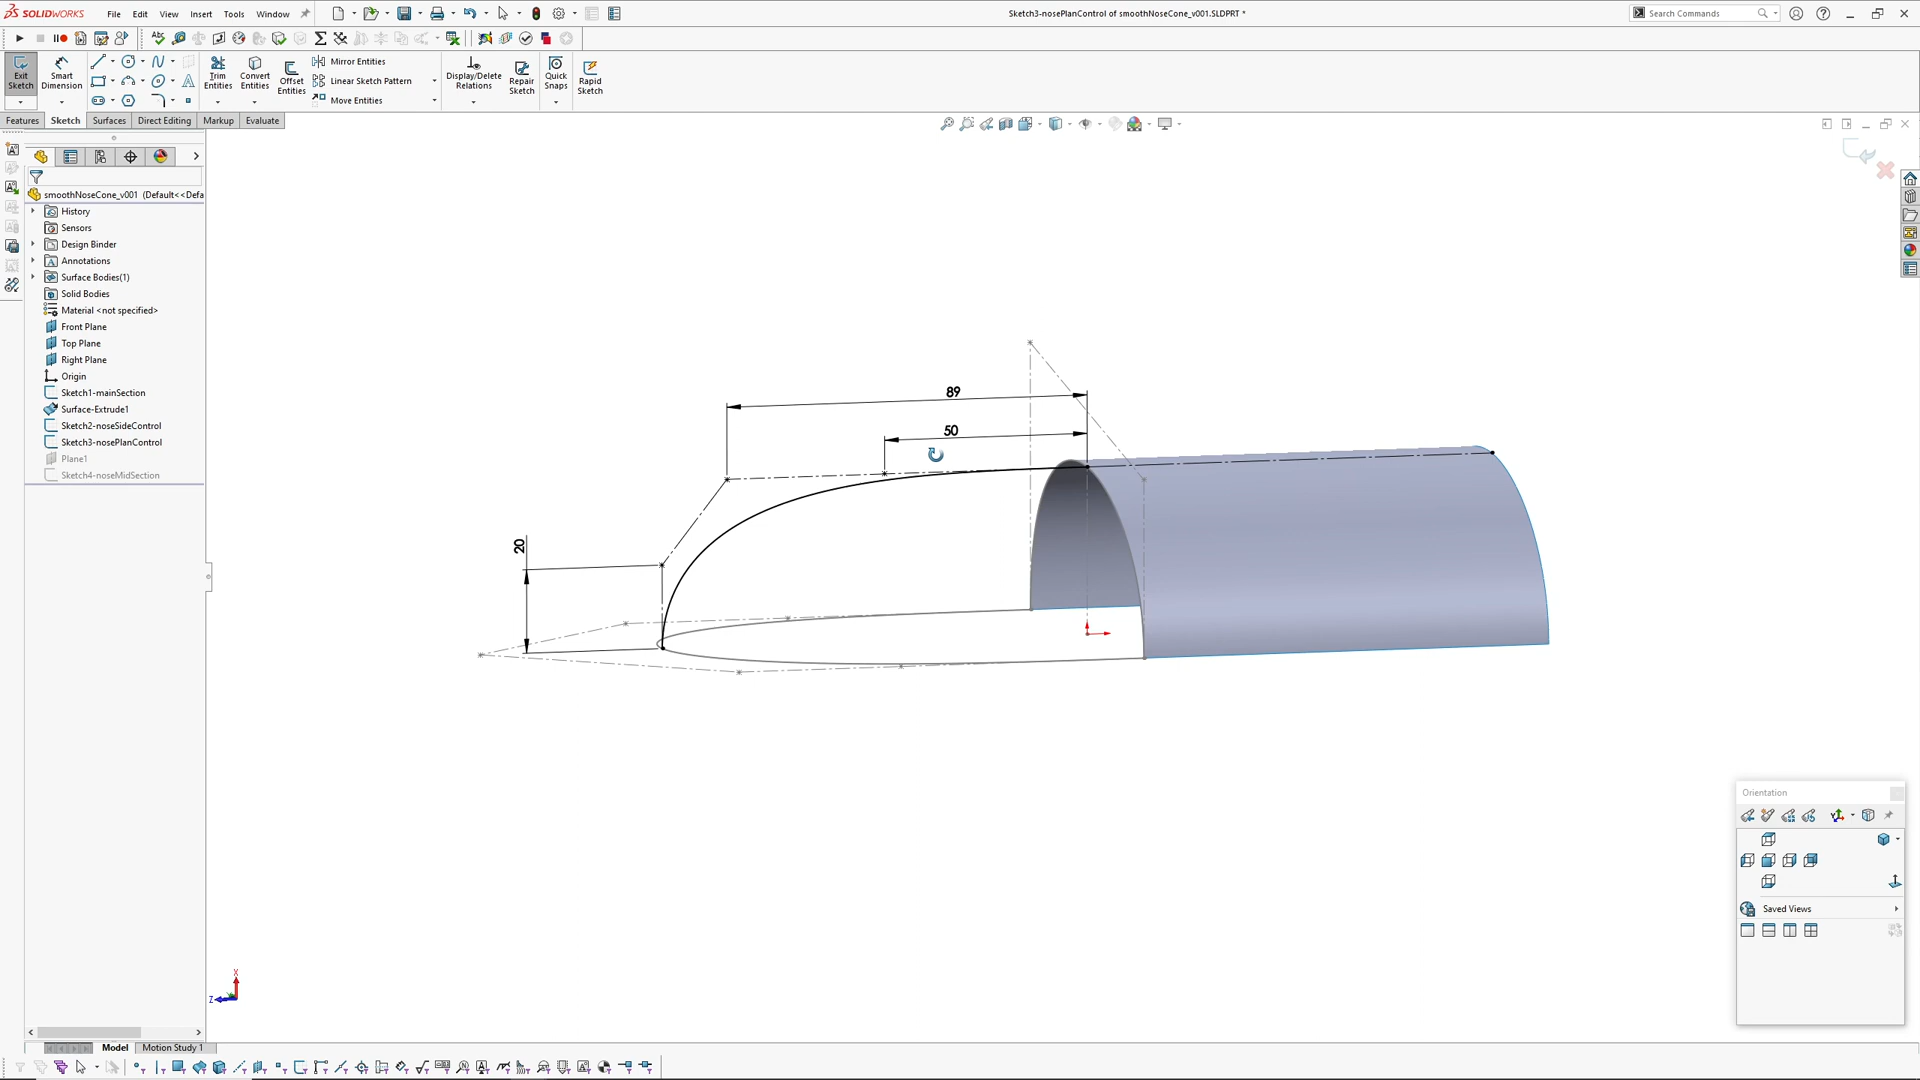 SOLIDWORKS
File Edit View Insert Tools Window
Sketch3-nosePlanControl of smoothNoseCone_v001.SLDPRT *
Search Commands
Exit Sketch
Smart Dimension
Trim Entities
Convert Entities
Offset Entities
Mirror Entities
Linear Sketch Pattern
Move Entities
Display/Delete Relations
Repair Sketch
Quick Snaps
Rapid Sketch
Features Sketch Surfaces Direct Editing Markup Evaluate
smoothNoseCone_v001 (Default<<Defa
History
Sensors
Design Binder
Annotations
Surface Bodies(1)
Solid Bodies
Material <not specified>
Front Plane
Top Plane
Right Plane
Origin
Sketch1-mainSection
Surface-Extrude1
Sketch2-noseSideControl
Sketch3-nosePlanControl
Plane1
Sketch4-noseMidSection
89
50
20
X
Z
Orientation
Saved Views
Model Motion Study 1